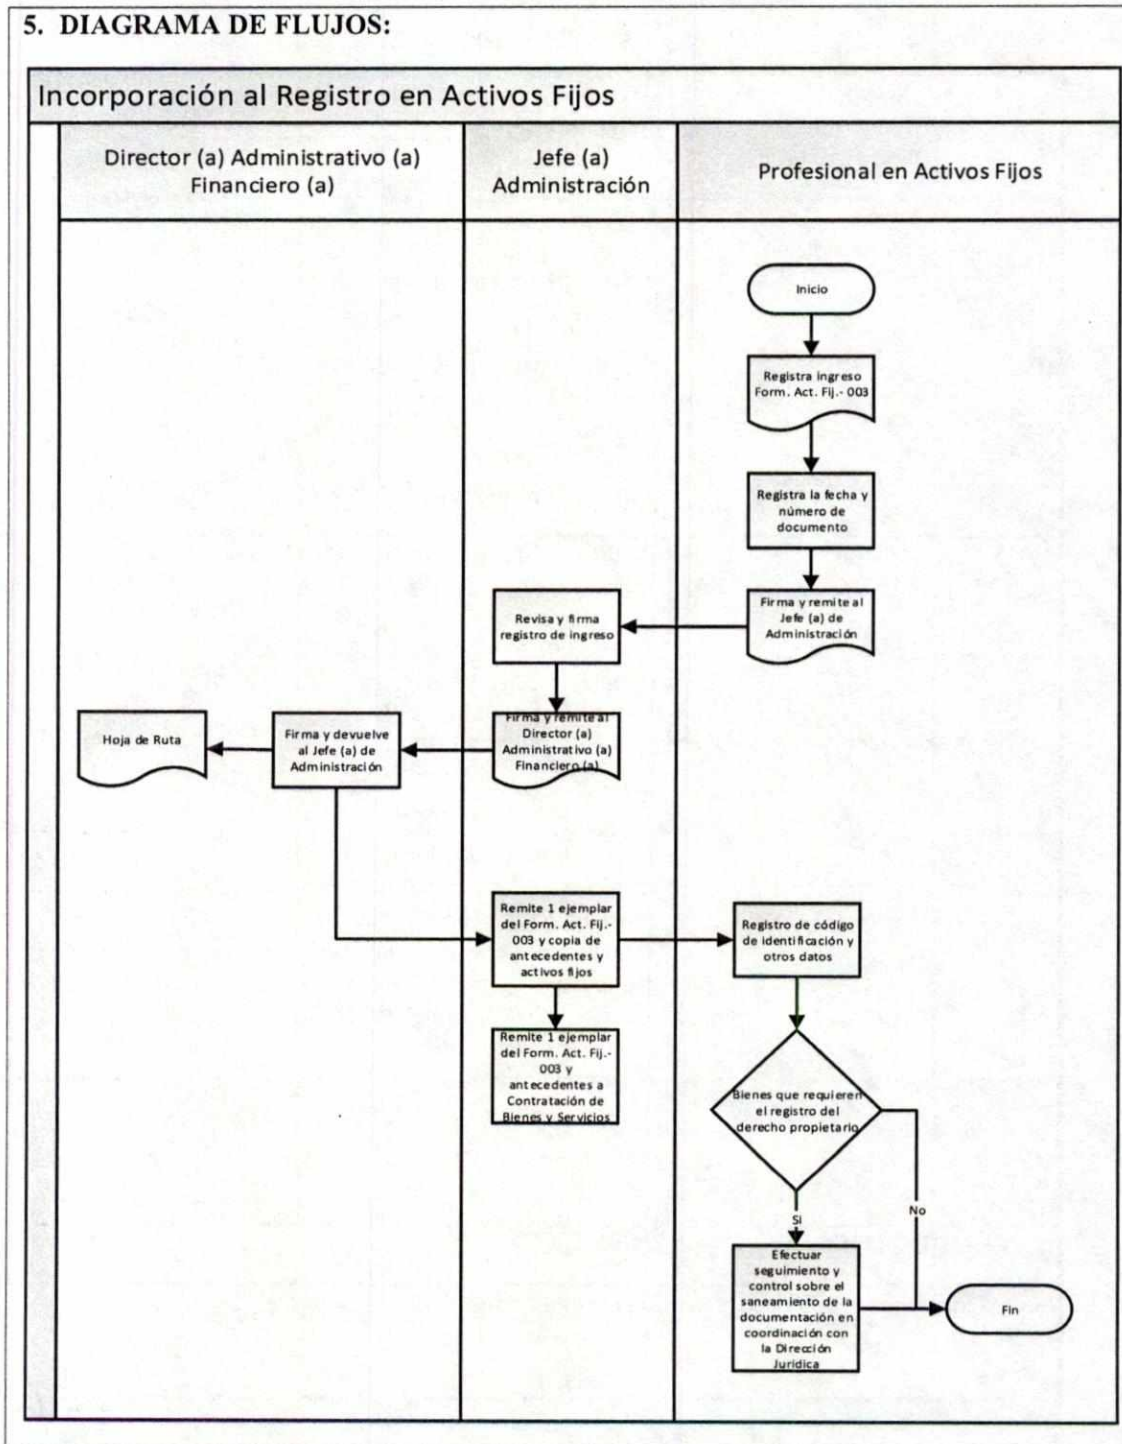 5. DIAGRAMA DE FLUJOS:
Incorporación al Registro en Activos Fijos
Director (a) Administrativo (a)
Financiero (a)
Jefe (a)
Administración
Profesional en Activos Fijos
Inicio
Registra ingreso
Form. Act. Fij.- 003
Registra la fecha y
número de
documento
Firma y remite al
Jefe (a) de
Administración
Revisa y firma
registro de ingreso
Firma y remite al
Director (a)
Administrativo (a)
Financiero (a)
Firma y devuelve
al Jefe (a) de
Administración
Hoja de Ruta
Remite 1 ejemplar
del Form. Act. Fij.-
003 y copia de
antecedentes y
activos fijos
Registro de código
de identificación y
otros datos
Remite 1 ejemplar
del Form. Act. Fij.-
003 y
antecedentes a
Contratación de
Bienes y Servicios
Bienes que requieren
el registro del
derecho propietario
Si
No
Efectuar
seguimiento y
control sobre el
saneamiento de la
documentación en
coordinación con
la Dirección
Juridica
Fin